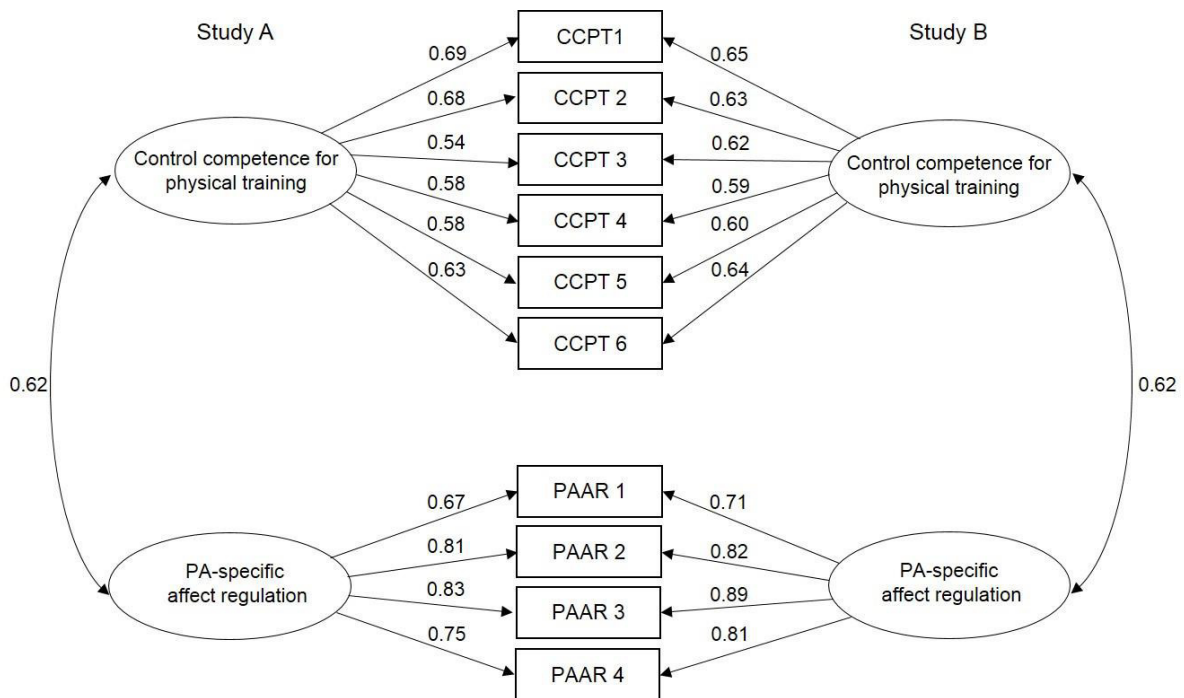 Study A
Study B
CCPT1
0.69
0.65
CCPT 2
0.68
0.63
CCPT 3
0.54
0.62
Control competence for
physical training
Control competence for
physical training
CCPT 4
0.58
0.59
CCPT 5
0.58
0.60
CCPT 6
0.63
0.64
0.62
0.62
PAAR 1
0.67
0.71
PAAR 2
0.81
0.82
PA-specific
affect regulation
PA-specific
affect regulation
PAAR 3
0.83
0.89
PAAR 4
0.75
0.81